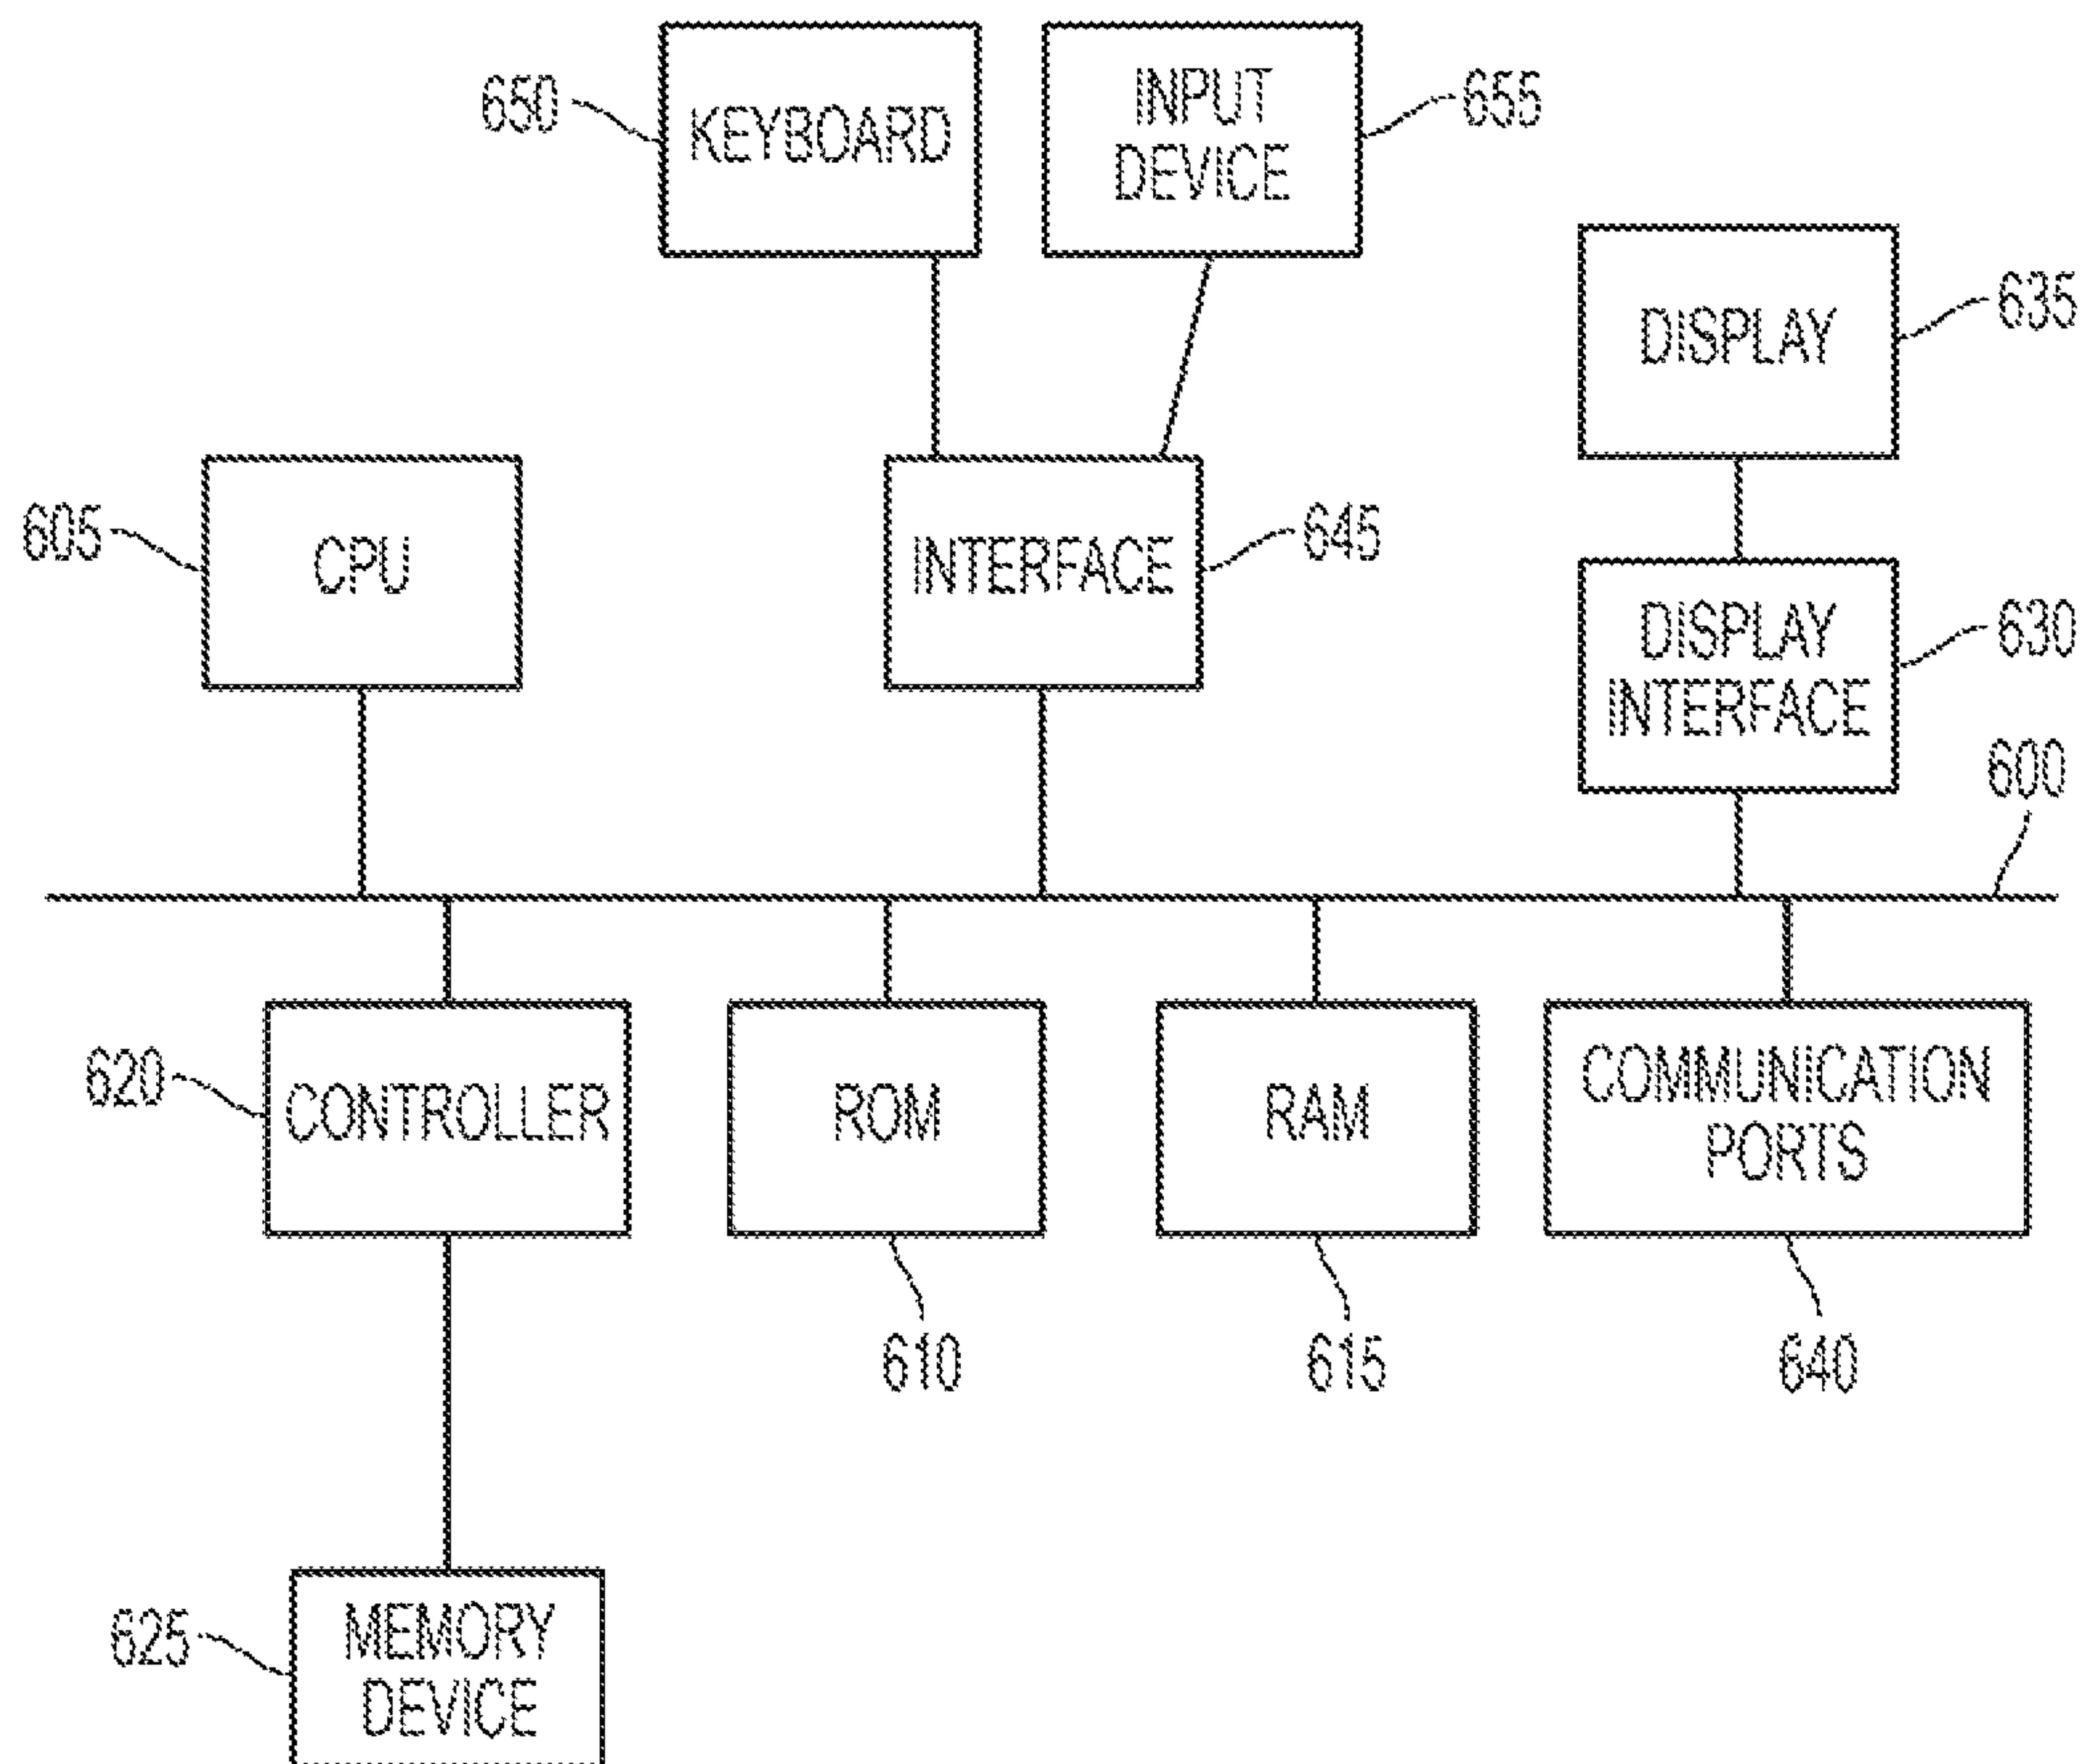 650
KEYBOARD
INPUT
DEVICE
655
DISPLAY
635
605
CPU
INTERFACE
645
DISPLAY
INTERFACE
630
600
620
CONTROLLER
ROM
RAM
COMMUNICATION
PORTS
610
615
640
625
MEMORY
DEVICE